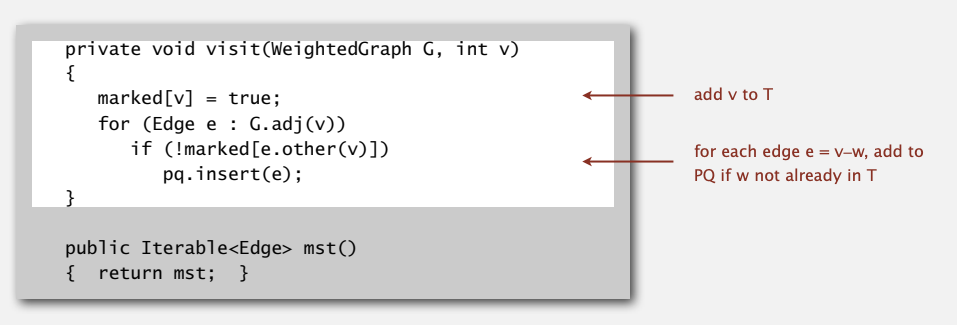 private void visit(WeightedGraph G, int v)
{
marked[v] = true;
add v to T
for (Edge e : G.adj(v))
if (!marked[e.other(v)])
pq.insert(e);
for each edge e = v–w, add to
PQ if w not already in T
}
public Iterable<Edge> mst()
{ return mst; }